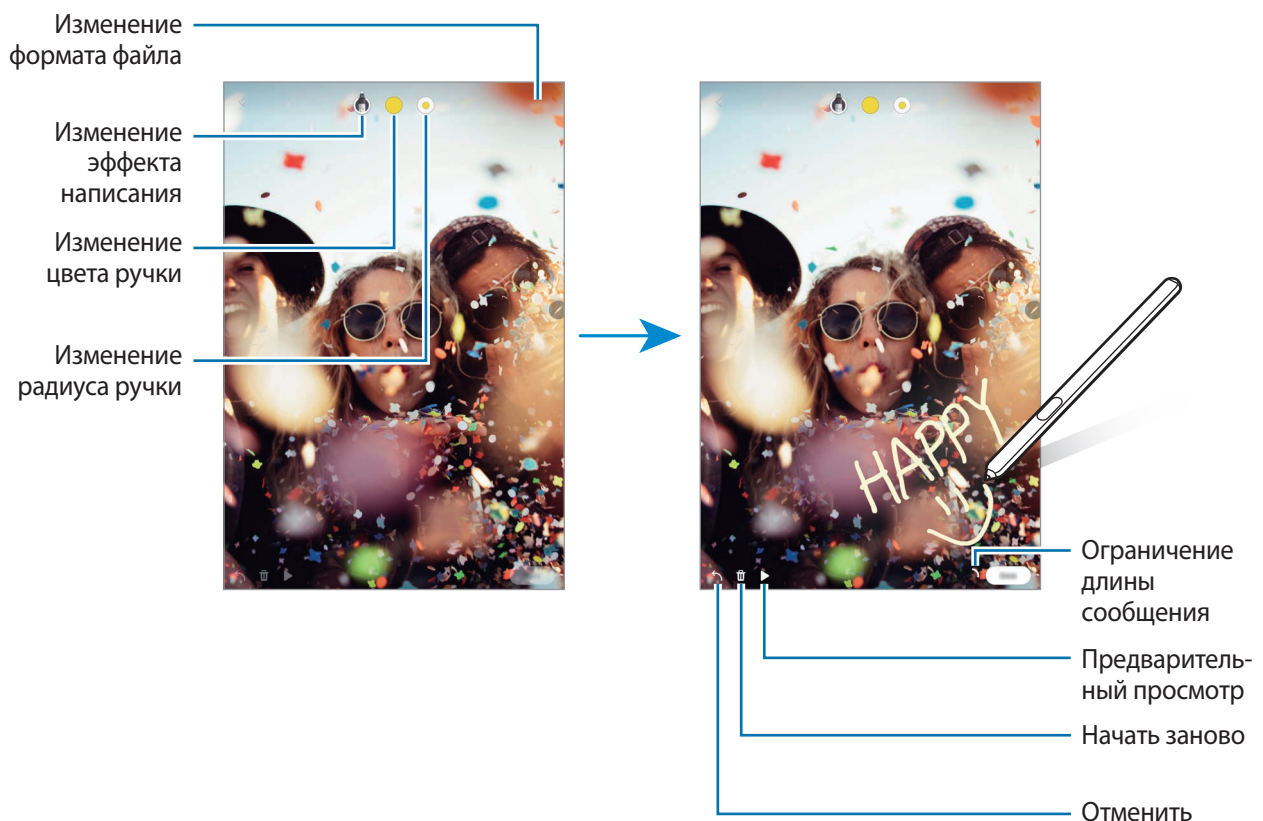 Изменение
формата файла
Изменение
эффекта
написания
Изменение
цвета ручки
Изменение
радиуса ручки
HAPPY
Ограничение
длины
сообщения
Предваритель-
ный просмотр
Начать заново
Отменить